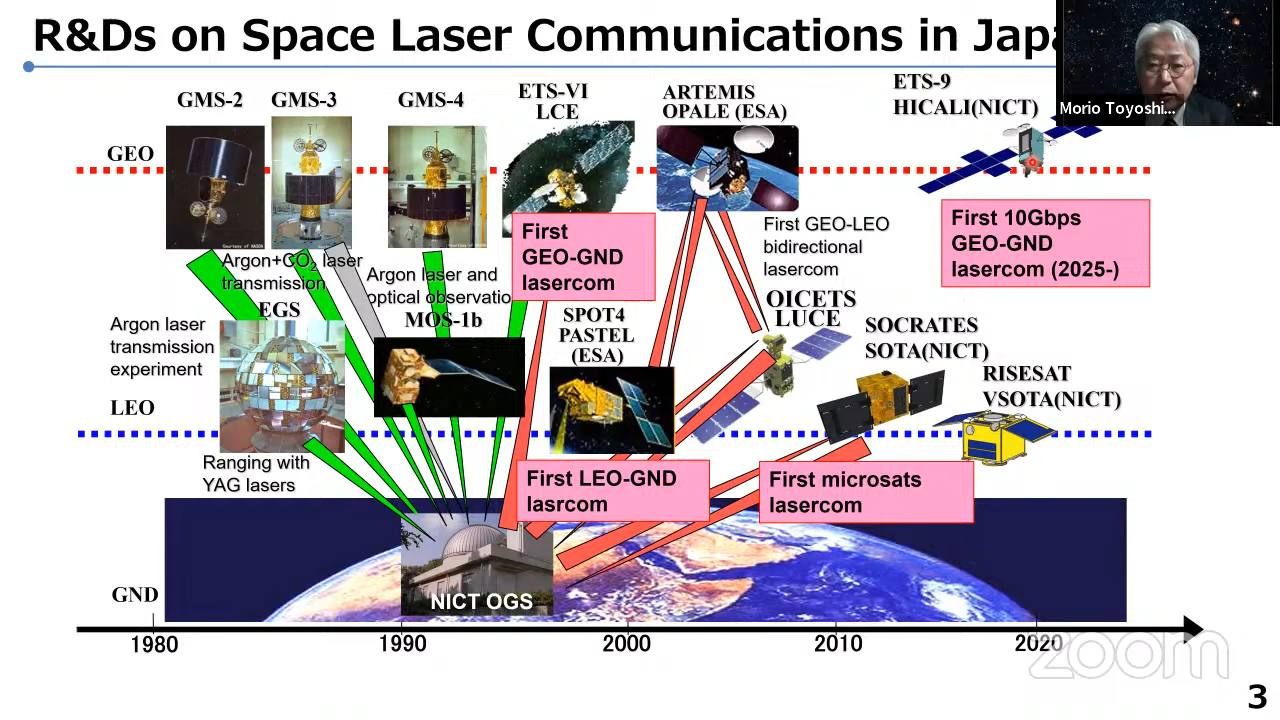 R&Ds on Space Laser Communications in Japa
Morio Toyoshi...
GMS-2
GMS-3
GMS-4
ETS-VI
LCE
ARTEMIS
OPALE (ESA)
ETS-9
HICALI(NICT)
GEO
First
GEO-GND
lasercom
First GEO-LEO
bidirectional
lasercom
First 10Gbps
GEO-GND
lasercom (2025-)
Argon+CO2 laser
transmission
Argon laser and
optical observatio
EGS
MOS-1b
SPOT4
PASTEL
(ESA)
OICETS
LUCE
SOCRATES
SOTA(NICT)
RISESAT
VSOTA(NICT)
Argon laser
transmission
experiment
LEO
Ranging with
YAG lasers
First LEO-GND
lasrcom
First microsats
lasercom
NICT OGS
GND
1980
1990
2000
2010
2020
zoom
3